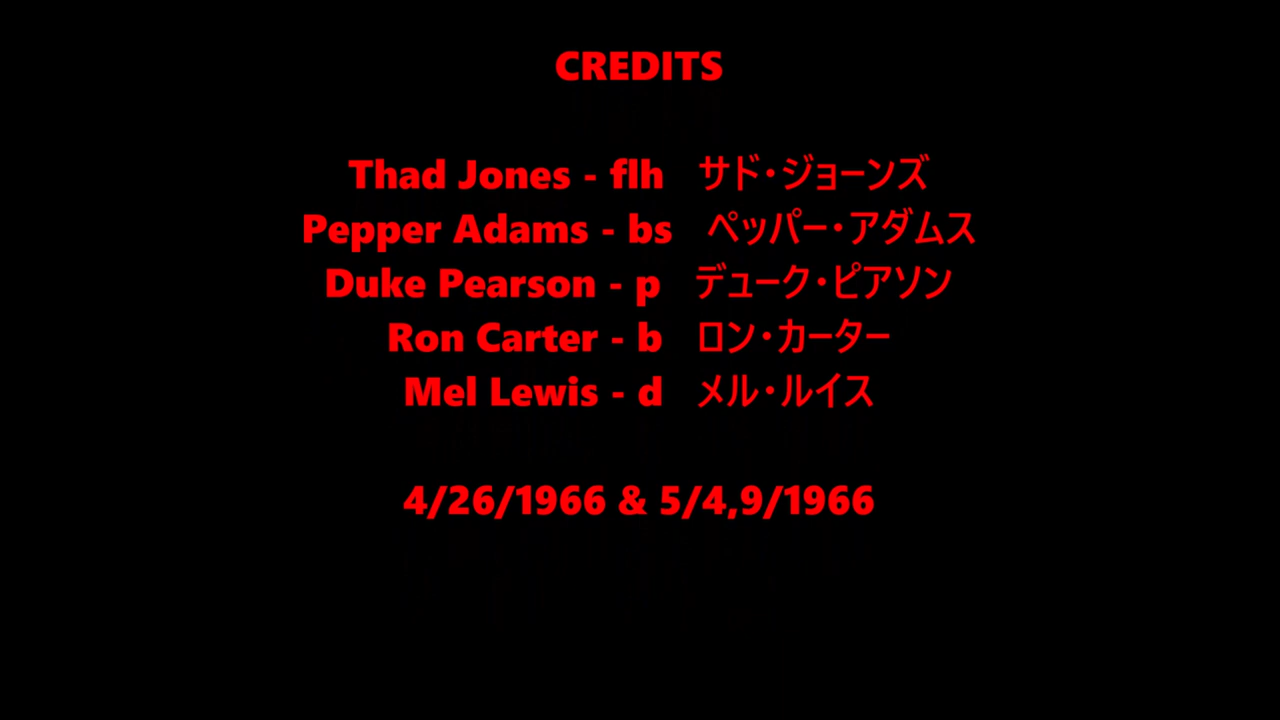 CREDITS
Thad Jones - flh サド・ジョーンズ
Pepper Adams - bs ペッパー・アダムス
Duke Pearson - p デューク・ピアソン
Ron Carter - b ロン・カーター
Mel Lewis - d メル・ルイス
4/26/1966 & 5/4,9/1966